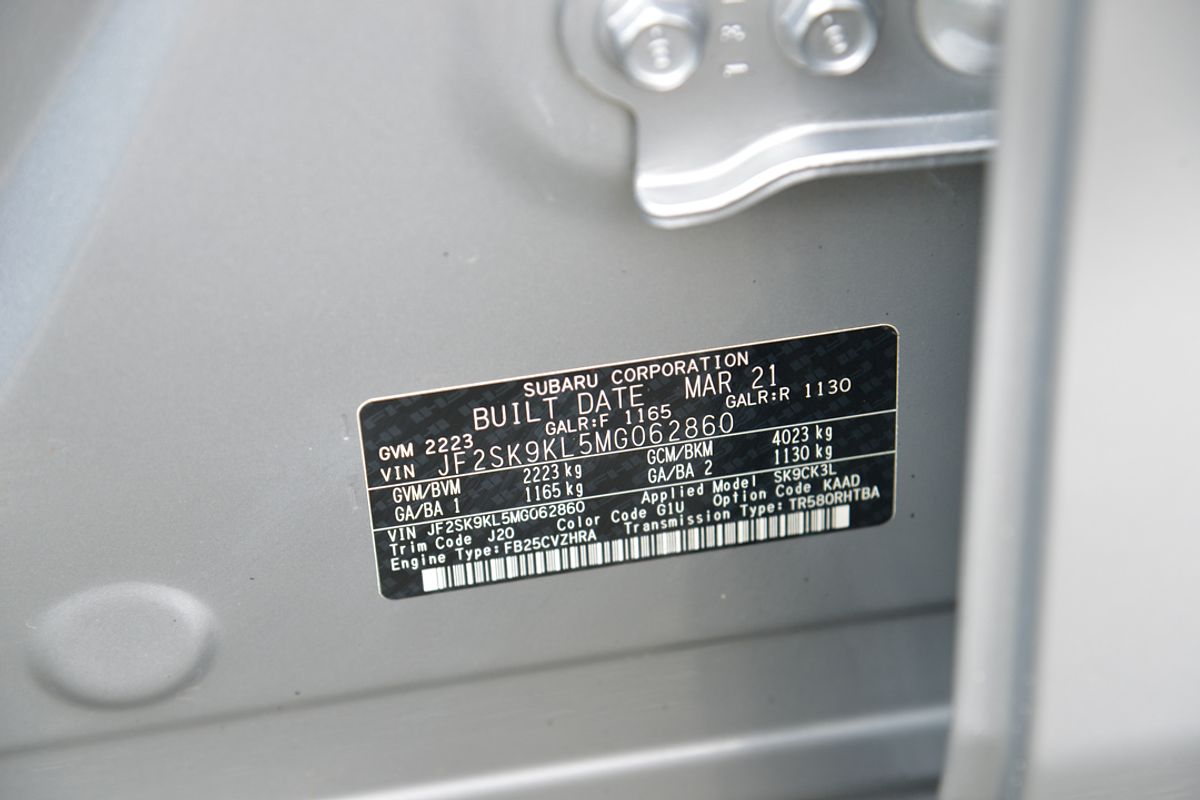 SUBARU CORPORATION
BUILT DATE MAR 21
GVM 2223 GALR:F 1165 GALR:R 1130
VIN JF2SK9KL5MG062860
GVM/BVM 2223 kg GCM/BKM 4023 kg
GA/BA 1 1165 kg GA/BA 2 1130 kg
VIN JF2SK9KL5MG062860 Applied Model SK9CK3L
Trim Code J20 Color Code G1U Option Code KAAD
Engine Type:FB25CVZHRA Transmission Type:TR580RHTBA